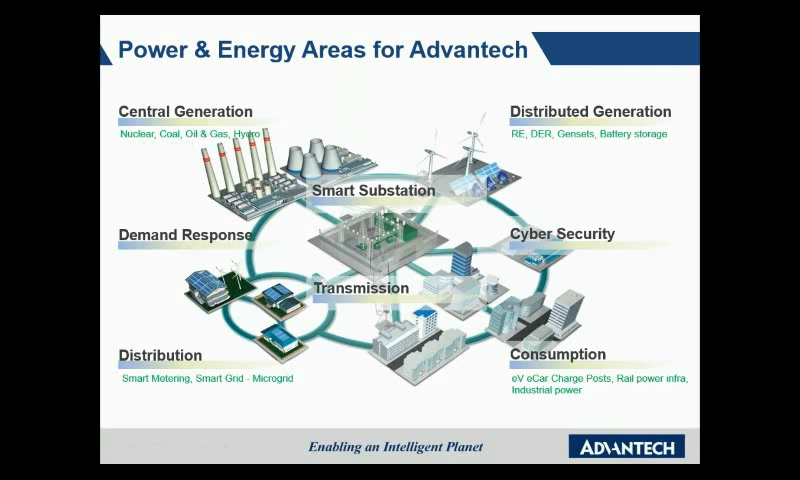 Power & Energy Areas for Advantech
Central Generation
Nuclear, Coal, Oil & Gas, Hydro
Distributed Generation
RE, DER, Gensets, Battery storage
Smart Substation
Demand Response
Cyber Security
Transmission
Distribution
Smart Metering, Smart Grid - Microgrid
Consumption
eV eCar Charge Posts, Rail power infra,
Industrial power
Enabling an Intelligent Planet
ADVANTECH